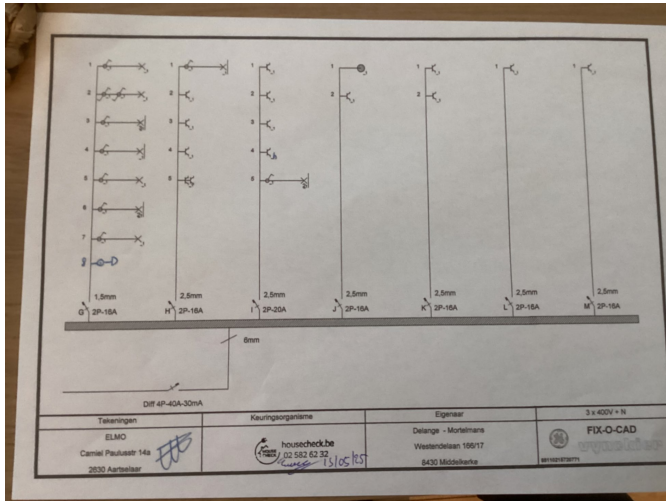 1 1 1 1 1 1 1
2 2 2 2 2
3 3 3
4 4 4
5 5 5
6
7
8
1,5mm 2,5mm 2,5mm 2,5mm 2,5mm 2,5mm 2,5mm
G 2P-16A H 2P-16A I 2P-20A J 2P-16A K 2P-16A L 2P-16A M 2P-16A
6mm
Diff 4P-40A-30mA
Tekeningen
ELMO
Camiel Paulusstr 14a
2630 Aartselaar
Keuringsorganisme
HOUSE CHECK
housecheck.be
02 582 62 32
13/05/25
Eigenaar
Delange - Mortelmans
Westendelaan 166/17
8430 Middelkerke
3 x 400V + N
FIX-O-CAD